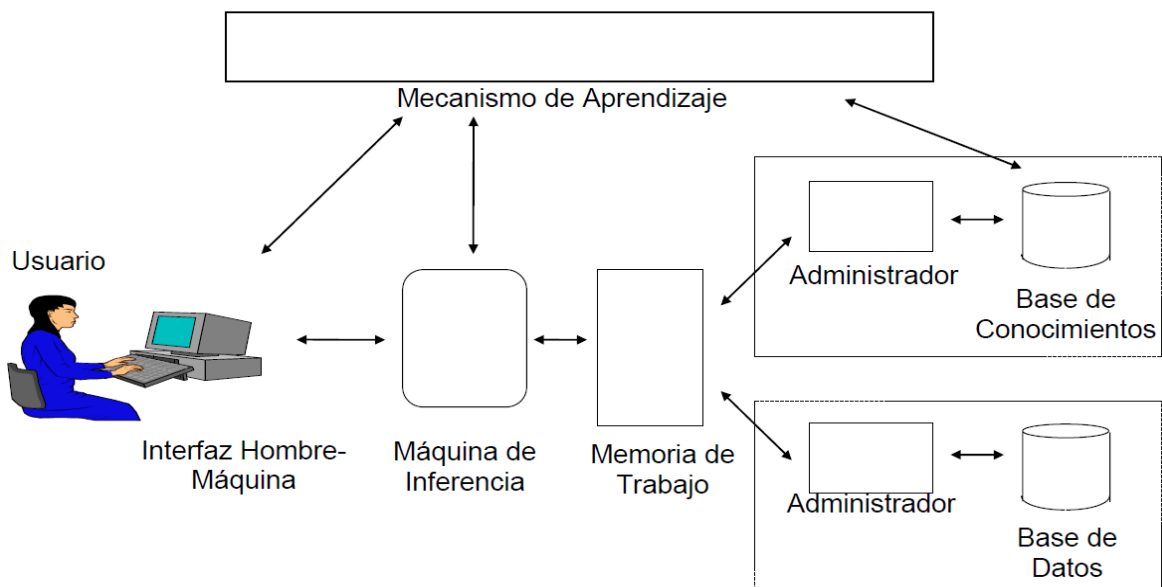 Mecanismo de Aprendizaje
Usuario
Administrador
Base de
Conocimientos
Interfaz Hombre-
Máquina
Máquina de
Inferencia
Memoria de
Trabajo
Administrador
Base de
Datos